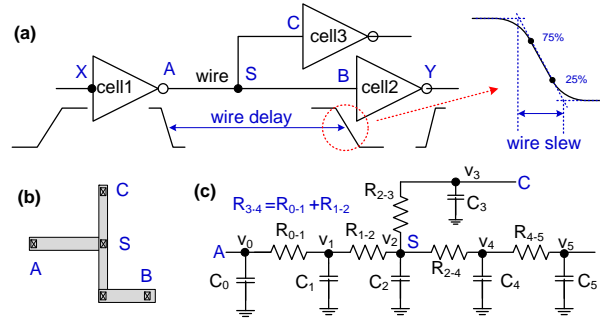 (a)
X
cell1
A
wire
S
C
cell3
B
cell2
Y
wire delay
75%
25%
wire slew
(b)
C
S
A
B
(c)
R3-4=R0-1+R1-2
R2-3
v3
C
C3
A
v0
R0-1
v1
R1-2
v2
S
R2-4
v4
R4-5
v5
C0
C1
C2
C4
C5